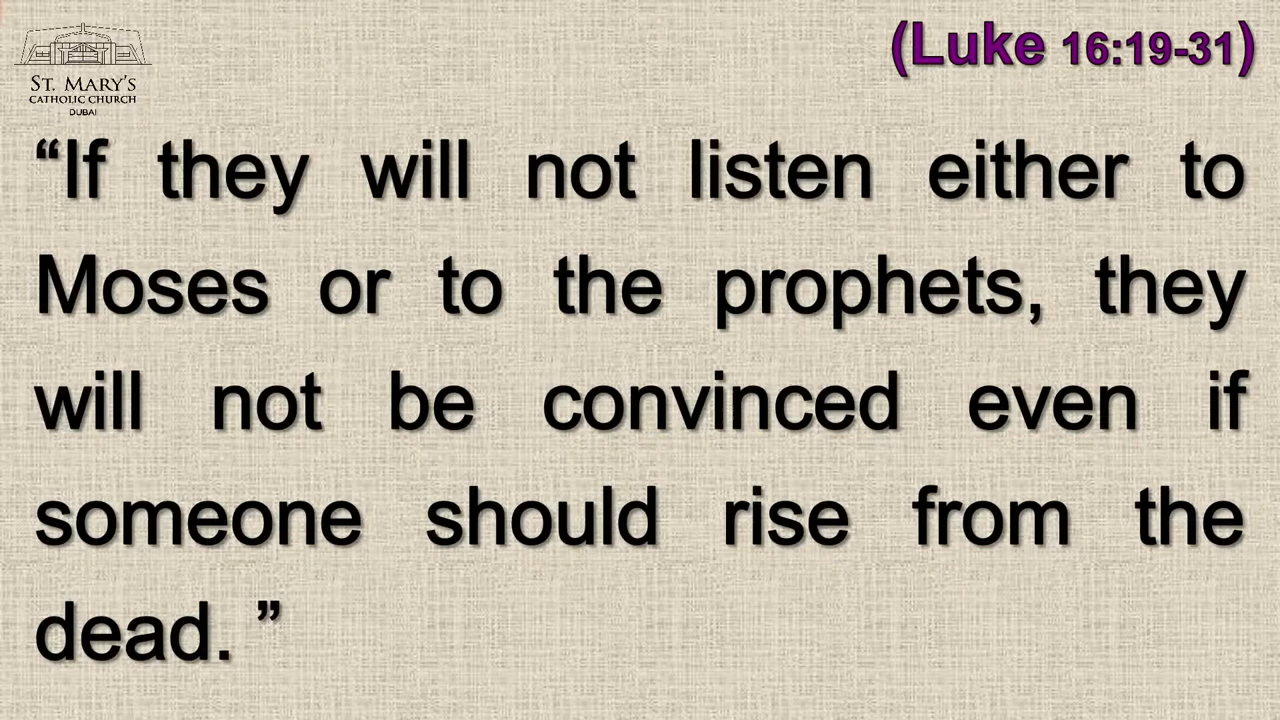 ST. MARY'S
CATHOLIC CHURCH
DUBAI
(Luke 16:19-31)
“If they will not listen either to
Moses or to the prophets, they
will not be convinced even if
someone should rise from the
dead. ”